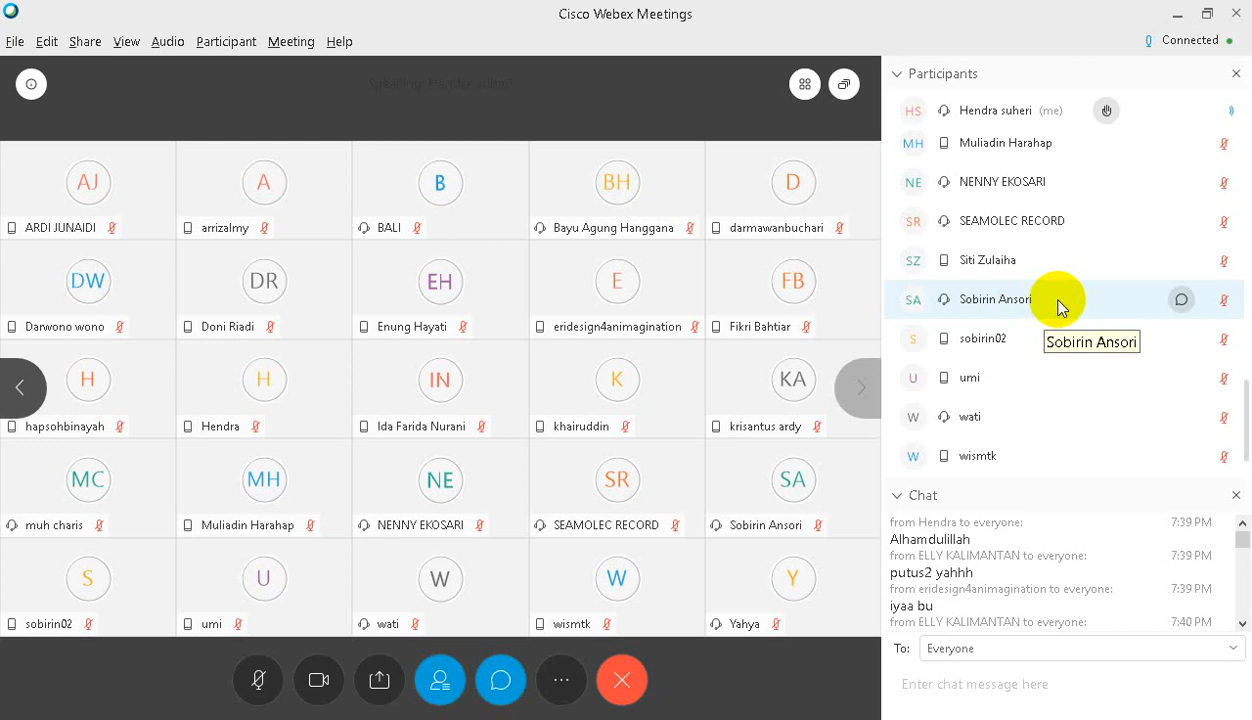 Cisco Webex Meetings
File Edit Share View Audio Participant Meeting Help
Connected
AJ
ARDI JUNAIDI
A
arrizalmy
B
BALI
BH
Bayu Agung Hanggana
D
darmawanbuchari
DW
Darwono wono
DR
Doni Riadi
EH
Enung Hayati
E
eridesign4animagination
FB
Fikri Bahtiar
H
hapsohbinayah
H
Hendra
IN
Ida Farida Nurani
K
khairuddin
KA
krisantus ardy
MC
muh charis
MH
Muliadin Harahap
NE
NENNY EKOSARI
SR
SEAMOLEC RECORD
SA
Sobirin Ansori
S
sobirin02
U
umi
W
wati
W
wismtk
Y
Yahya
Participants
HS Hendra suheri (me)
MH Muliadin Harahap
NE NENNY EKOSARI
SR SEAMOLEC RECORD
SZ Siti Zulaiha
SA Sobirin Ansori
Sobirin Ansori
S sobirin02
U umi
W wati
W wismtk
Chat
from Hendra to everyone: 7:39 PM
Alhamdulillah
from ELLY KALIMANTAN to everyone: 7:39 PM
putus2 yahhh
from eridesign4animagination to everyone: 7:39 PM
iyaa bu
from ELLY KALIMANTAN to everyone: 7:40 PM
To: Everyone
Enter chat message here